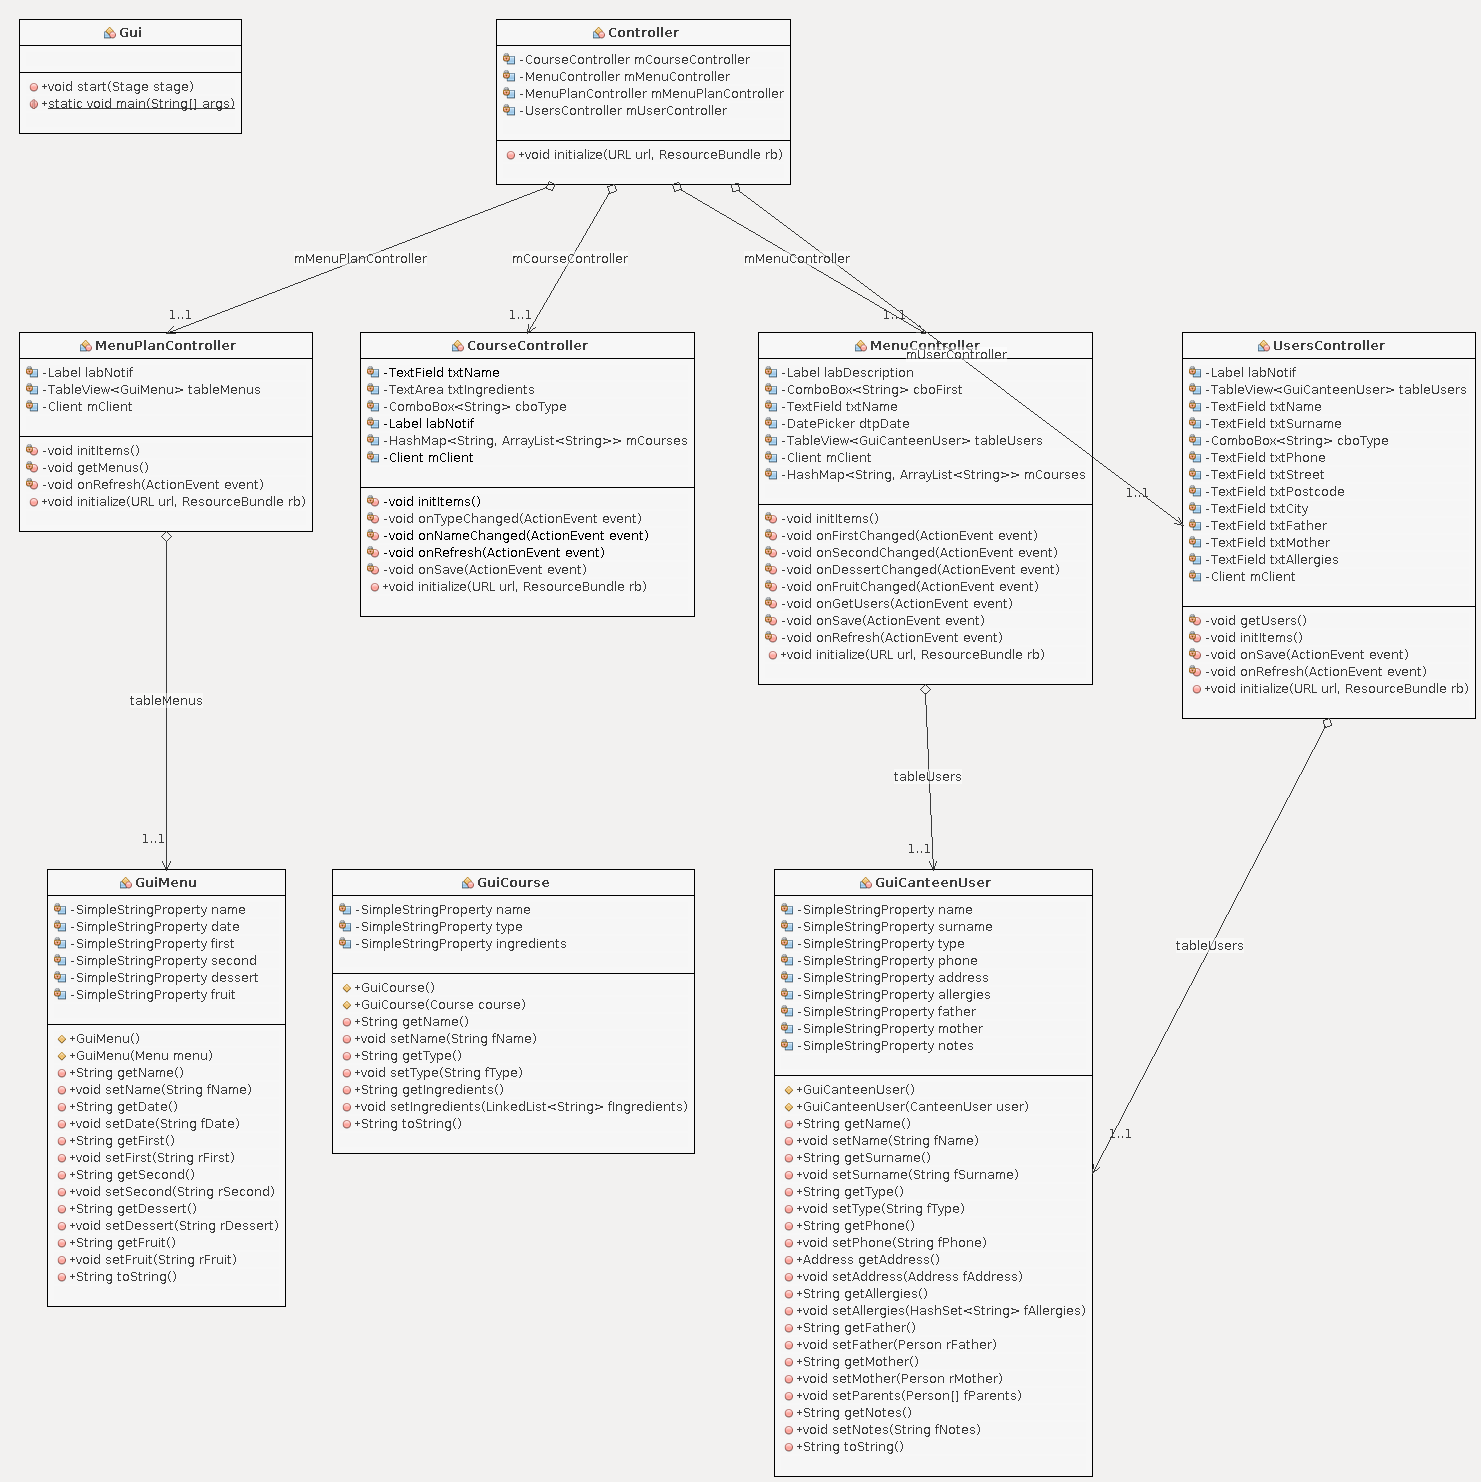 Gui
+void start(Stage stage)
+static void main(String[] args)
Controller
-CourseController mCourseController
-MenuController mMenuController
-MenuPlanController mMenuPlanController
-UsersController mUserController
+void initialize(URL url, ResourceBundle rb)
mMenuPlanController
mCourseController
mMenuController
mUserController
1..1
1..1
1..1
1..1
MenuPlanController
-Label labNotif
-TableView<GuiMenu> tableMenus
-Client mClient
-void initItems()
-void getMenus()
-void onRefresh(ActionEvent event)
+void initialize(URL url, ResourceBundle rb)
CourseController
-TextField txtName
-TextArea txtIngredients
-ComboBox<String> cboType
-Label labNotif
-HashMap<String, ArrayList<String>> mCourses
-Client mClient
-void initItems()
-void onTypeChanged(ActionEvent event)
-void onNameChanged(ActionEvent event)
-void onRefresh(ActionEvent event)
-void onSave(ActionEvent event)
+void initialize(URL url, ResourceBundle rb)
MenuController
-Label labDescription
-ComboBox<String> cboFirst
-TextField txtName
-DatePicker dtpDate
-TableView<GuiCanteenUser> tableUsers
-Client mClient
-HashMap<String, ArrayList<String>> mCourses
-void initItems()
-void onFirstChanged(ActionEvent event)
-void onSecondChanged(ActionEvent event)
-void onDessertChanged(ActionEvent event)
-void onFruitChanged(ActionEvent event)
-void onGetUsers(ActionEvent event)
-void onSave(ActionEvent event)
-void onRefresh(ActionEvent event)
+void initialize(URL url, ResourceBundle rb)
UsersController
-Label labNotif
-TableView<GuiCanteenUser> tableUsers
-TextField txtName
-TextField txtSurname
-ComboBox<String> cboType
-TextField txtPhone
-TextField txtStreet
-TextField txtPostcode
-TextField txtCity
-TextField txtFather
-TextField txtMother
-TextField txtAllergies
-Client mClient
-void getUsers()
-void initItems()
-void onSave(ActionEvent event)
-void onRefresh(ActionEvent event)
+void initialize(URL url, ResourceBundle rb)
tableMenus
1..1
tableUsers
1..1
tableUsers
1..1
GuiMenu
-SimpleStringProperty name
-SimpleStringProperty date
-SimpleStringProperty first
-SimpleStringProperty second
-SimpleStringProperty dessert
-SimpleStringProperty fruit
+GuiMenu()
+GuiMenu(Menu menu)
+String getName()
+void setName(String fName)
+String getDate()
+void setDate(String fDate)
+String getFirst()
+void setFirst(String rFirst)
+String getSecond()
+void setSecond(String rSecond)
+String getDessert()
+void setDessert(String rDessert)
+String getFruit()
+void setFruit(String rFruit)
+String toString()
GuiCourse
-SimpleStringProperty name
-SimpleStringProperty type
-SimpleStringProperty ingredients
+GuiCourse()
+GuiCourse(Course course)
+String getName()
+void setName(String fName)
+String getType()
+void setType(String fType)
+String getIngredients()
+void setIngredients(LinkedList<String> fIngredients)
+String toString()
GuiCanteenUser
-SimpleStringProperty name
-SimpleStringProperty surname
-SimpleStringProperty type
-SimpleStringProperty phone
-SimpleStringProperty address
-SimpleStringProperty allergies
-SimpleStringProperty father
-SimpleStringProperty mother
-SimpleStringProperty notes
+GuiCanteenUser()
+GuiCanteenUser(CanteenUser user)
+String getName()
+void setName(String fName)
+String getSurname()
+void setSurname(String fSurname)
+String getType()
+void setType(String fType)
+String getPhone()
+void setPhone(String fPhone)
+Address getAddress()
+void setAddress(Address fAddress)
+String getAllergies()
+void setAllergies(HashSet<String> fAllergies)
+String getFather()
+void setFather(Person rFather)
+String getMother()
+void setMother(Person rMother)
+void setParents(Person[] fParents)
+String getNotes()
+void setNotes(String fNotes)
+String toString()